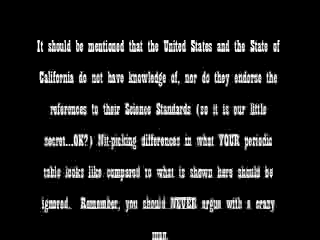 It should be mentioned that the United States and the State of
California do not have knowledge of, nor do they endorse the
references to their Science Standards (so it is our little
secret...OK?) Nit-picking differences in what YOUR periodic
table looks like compared to what is shown here should be
ignored. Remember, you should NEVER argue with a crazy